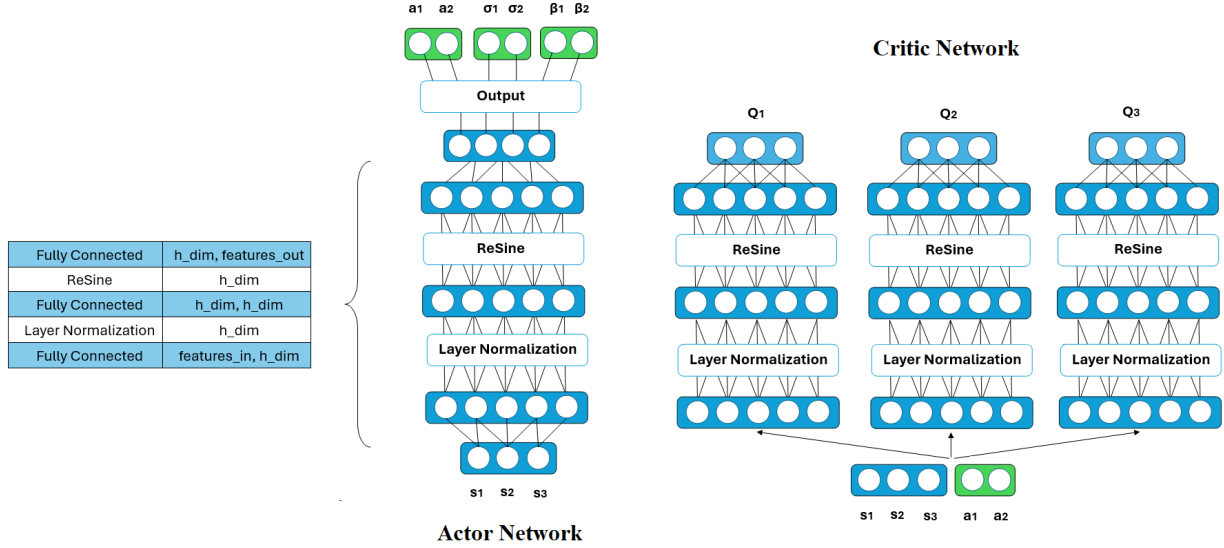 a1 a2 σ1 σ2 β1 β2
Output
ReSine
Layer Normalization
s1 s2 s3
Actor Network
Fully Connected h_dim, features_out
ReSine h_dim
Fully Connected h_dim, h_dim
Layer Normalization h_dim
Fully Connected features_in, h_dim
Critic Network
Q1 Q2 Q3
ReSine ReSine ReSine
Layer Normalization Layer Normalization Layer Normalization
s1 s2 s3 a1 a2